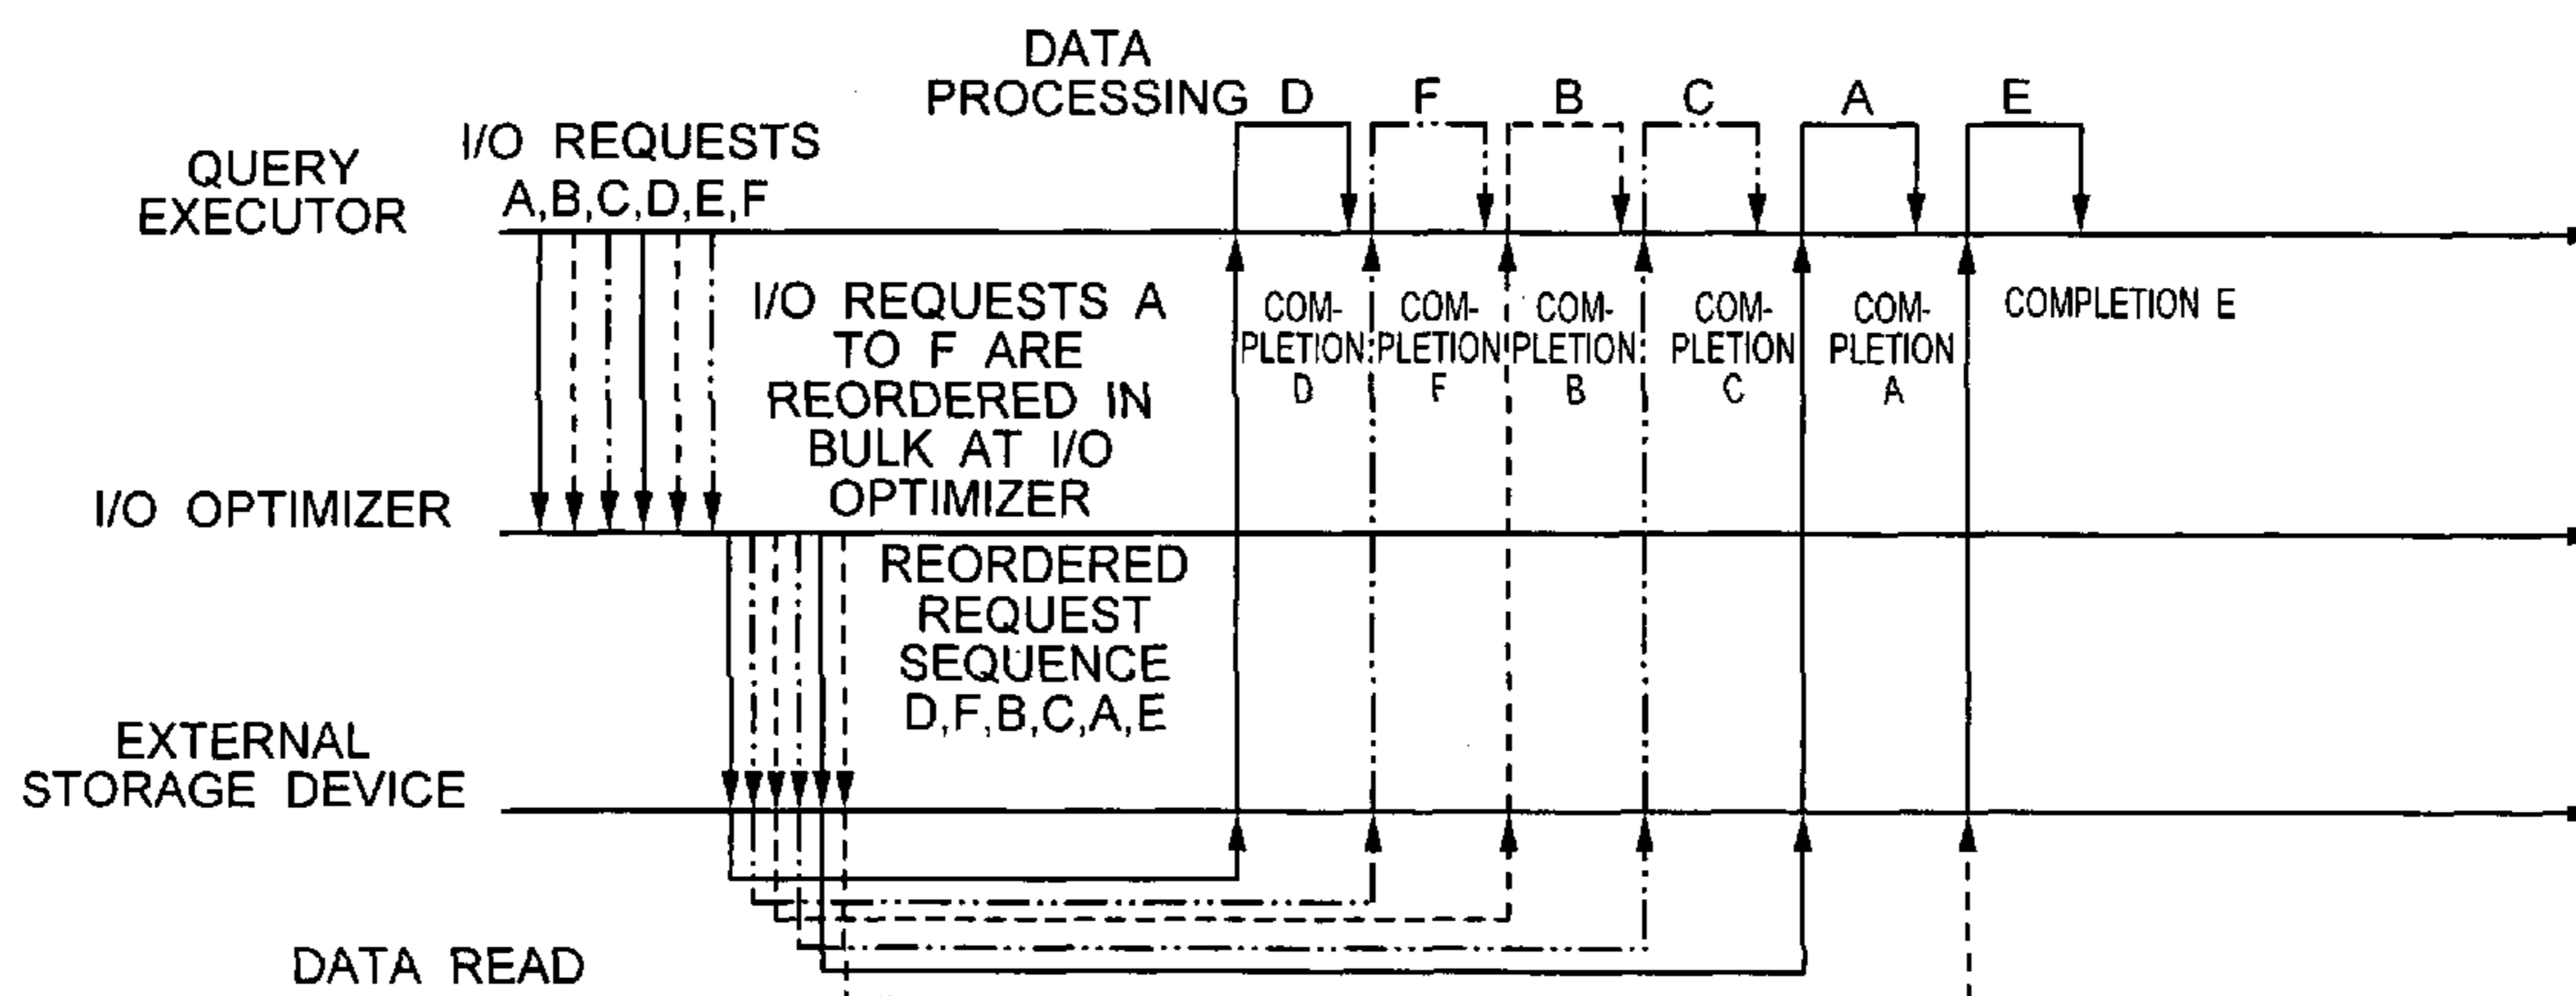 DATA
PROCESSING D F B C A E
I/O REQUESTS
A,B,C,D,E,F
QUERY
EXECUTOR
I/O REQUESTS A
TO F ARE
REORDERED IN
BULK AT I/O
OPTIMIZER
COM-
PLETION
D
COM-
PLETION
F
COM-
PLETION
B
COM-
PLETION
C
COM-
PLETION
A
COMPLETION E
I/O OPTIMIZER
REORDERED
REQUEST
SEQUENCE
D,F,B,C,A,E
EXTERNAL
STORAGE DEVICE
DATA READ